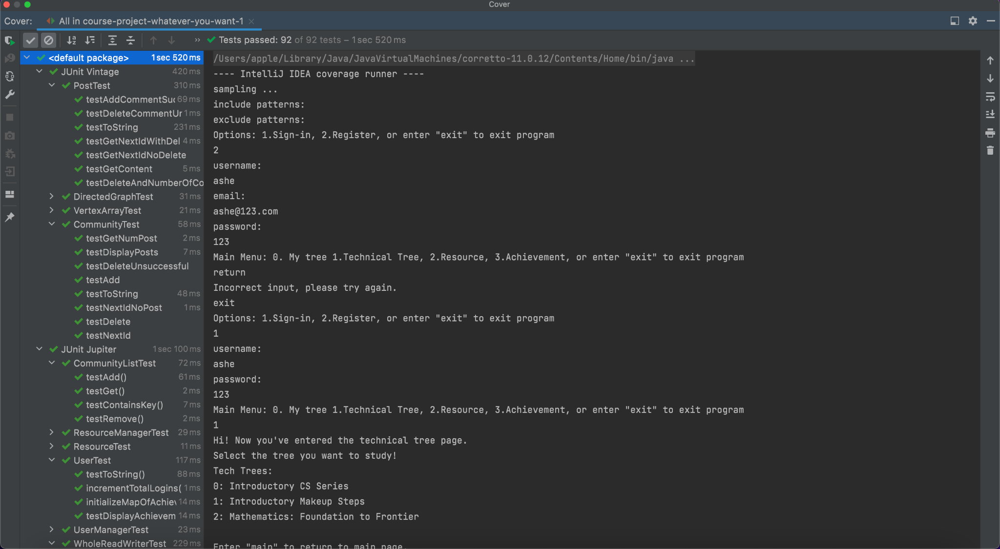 Cover
Cover: All in course-project-whatever-you-want-1
Tests passed: 92 of 92 tests – 1 sec 520 ms
<default package> 1 sec 520 ms
JUnit Vintage 420 ms
PostTest 310 ms
testAddCommentSuc 69 ms
testDeleteCommentUr 1 ms
testToString 231 ms
testGetNextIdWithDel 4 ms
testGetNextIdNoDelete
testGetContent 5 ms
testDeleteAndNumberOfCo
DirectedGraphTest 31 ms
VertexArrayTest 21 ms
CommunityTest 58 ms
testGetNumPost 2 ms
testDisplayPosts 7 ms
testDeleteUnsuccessful
testAdd
testToString 48 ms
testNextIdNoPost 1 ms
testDelete
testNextId
JUnit Jupiter 1 sec 100 ms
CommunityListTest 72 ms
testAdd() 61 ms
testGet() 2 ms
testContainsKey() 7 ms
testRemove() 2 ms
ResourceManagerTest 29 ms
ResourceTest 11 ms
UserTest 117 ms
testToString() 88 ms
incrementTotalLogins( 1 ms
initializeMapOfAchiev 14 ms
testDisplayAchievem 14 ms
UserManagerTest 23 ms
WholeReadWriterTest 229 ms
/Users/apple/Library/Java/JavaVirtualMachines/corretto-11.0.12/Contents/Home/bin/java ...
---- IntelliJ IDEA coverage runner ----
sampling ...
include patterns:
exclude patterns:
Options: 1.Sign-in, 2.Register, or enter "exit" to exit program
2
username:
ashe
email:
ashe@123.com
password:
123
Main Menu: 0. My tree 1.Technical Tree, 2.Resource, 3.Achievement, or enter "exit" to exit program
return
Incorrect input, please try again.
exit
Options: 1.Sign-in, 2.Register, or enter "exit" to exit program
1
username:
ashe
password:
123
Main Menu: 0. My tree 1.Technical Tree, 2.Resource, 3.Achievement, or enter "exit" to exit program
1
Hi! Now you've entered the technical tree page.
Select the tree you want to study!
Tech Trees:
0: Introductory CS Series
1: Introductory Makeup Steps
2: Mathematics: Foundation to Frontier
Enter "main" to return to main page.